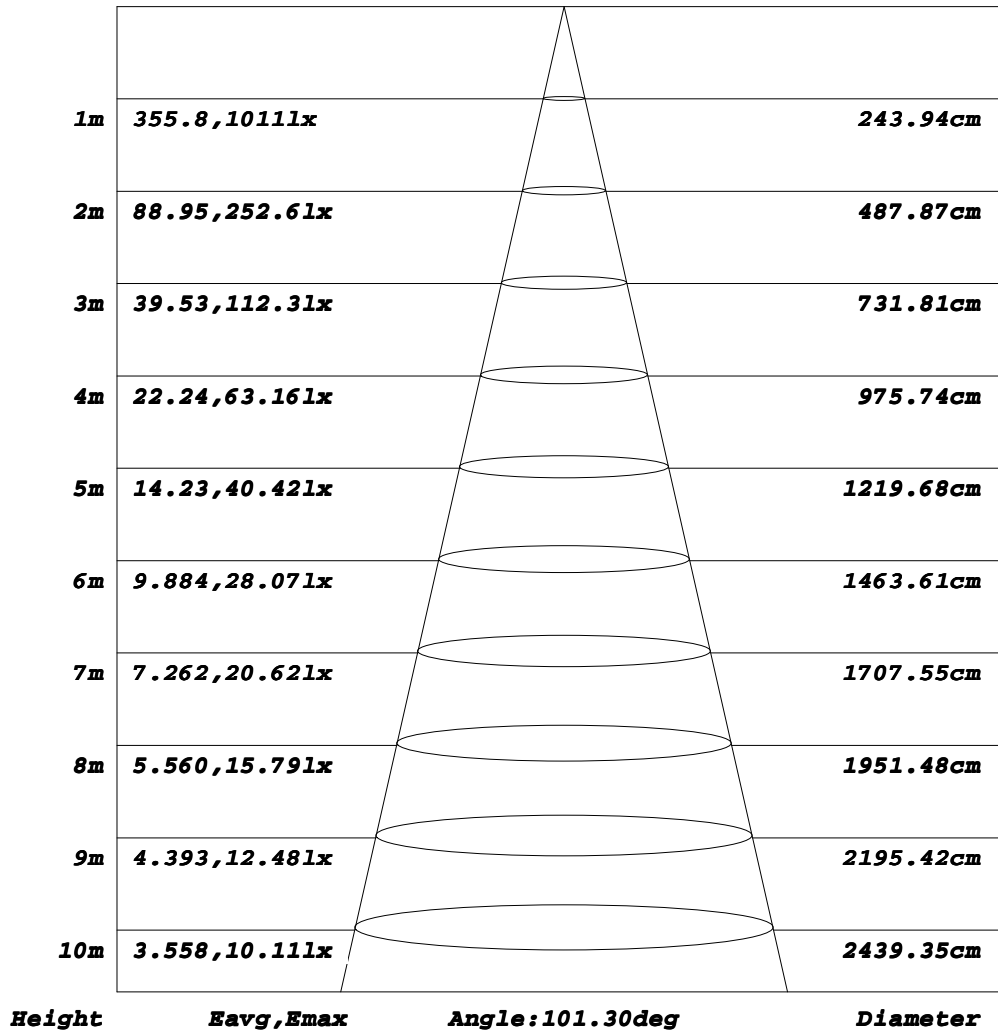 1m 355.8,1011lx 243.94cm
2m 88.95,252.6lx 487.87cm
3m 39.53,112.3lx 731.81cm
4m 22.24,63.16lx 975.74cm
5m 14.23,40.42lx 1219.68cm
6m 9.884,28.07lx 1463.61cm
7m 7.262,20.62lx 1707.55cm
8m 5.560,15.79lx 1951.48cm
9m 4.393,12.48lx 2195.42cm
10m 3.558,10.11lx 2439.35cm
Height Eavg,Emax Angle:101.30deg Diameter